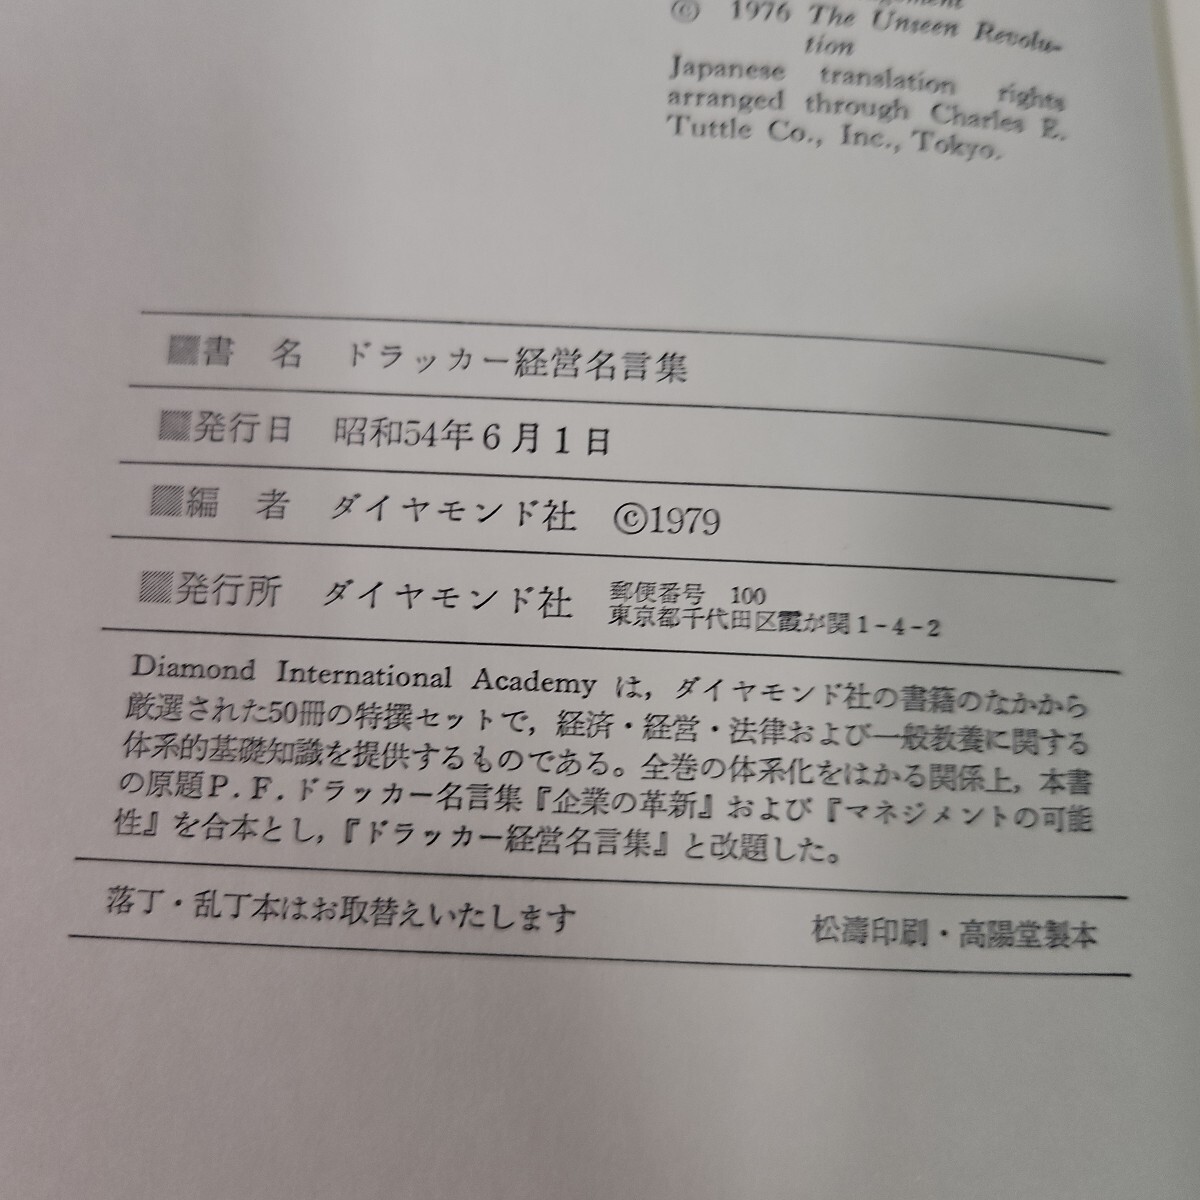 © 1976 The Unseen Revolu-
tion
Japanese translation rights
arranged through Charles E.
Tuttle Co., Inc., Tokyo.
書 名 ドラッカー経営名言集
発行日 昭和54年6月1日
編 者 ダイヤモンド社 ©1979
発行所 ダイヤモンド社 郵便番号 100
東京都千代田区霞が関1-4-2
Diamond International Academy は，ダイヤモンド社の書籍のなかから
厳選された50冊の特撰セットで，経済・経営・法律および一般教養に関する
体系的基礎知識を提供するものである。全巻の体系化をはかる関係上，本書
の原題P.F.ドラッカー名言集『企業の革新』および『マネジメントの可能
性』を合本とし，『ドラッカー経営名言集』と改題した。
落丁・乱丁本はお取替えいたします 松濤印刷・高陽堂製本